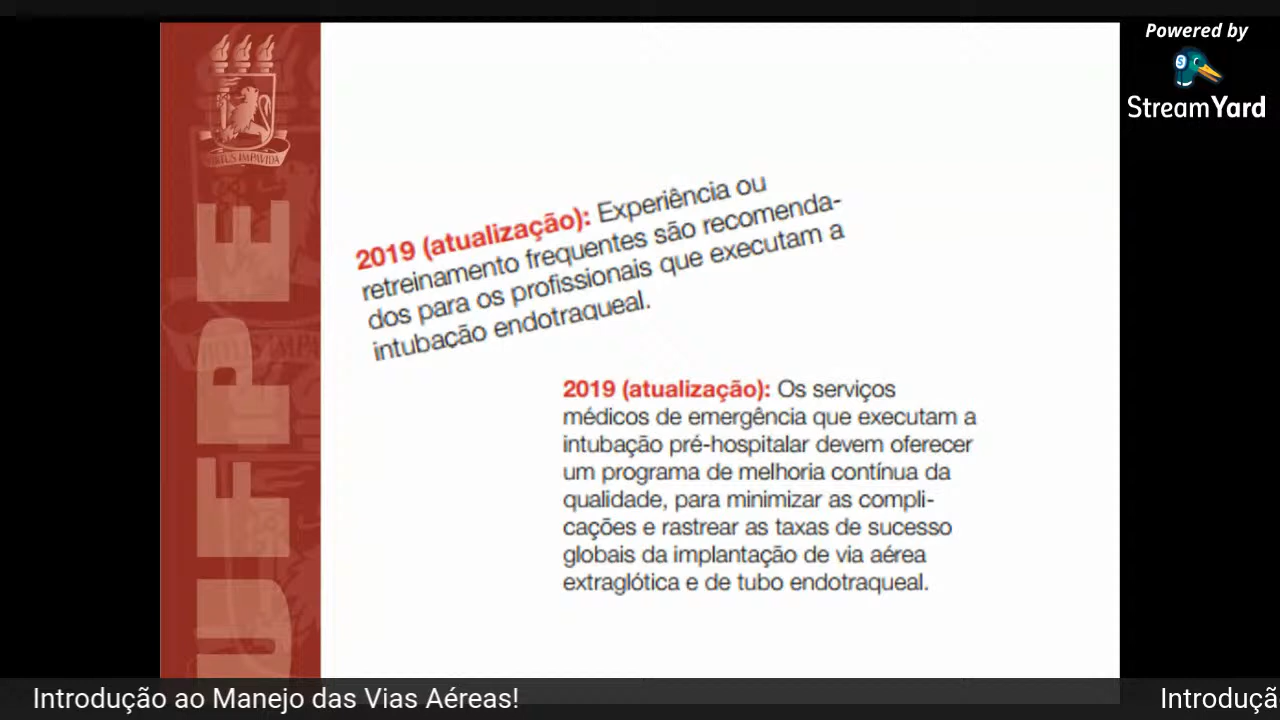 Powered by
StreamYard
VIRTUS IMPAVIDA
UFPE
2019 (atualização): Experiência ou
retreinamento frequentes são recomenda-
dos para os profissionais que executam a
intubação endotraqueal.
2019 (atualização): Os serviços
médicos de emergência que executam a
intubação pré-hospitalar devem oferecer
um programa de melhoria contínua da
qualidade, para minimizar as compli-
cações e rastrear as taxas de sucesso
globais da implantação de via aérea
extraglótica e de tubo endotraqueal.
Introdução ao Manejo das Vias Aéreas!
Introduçã